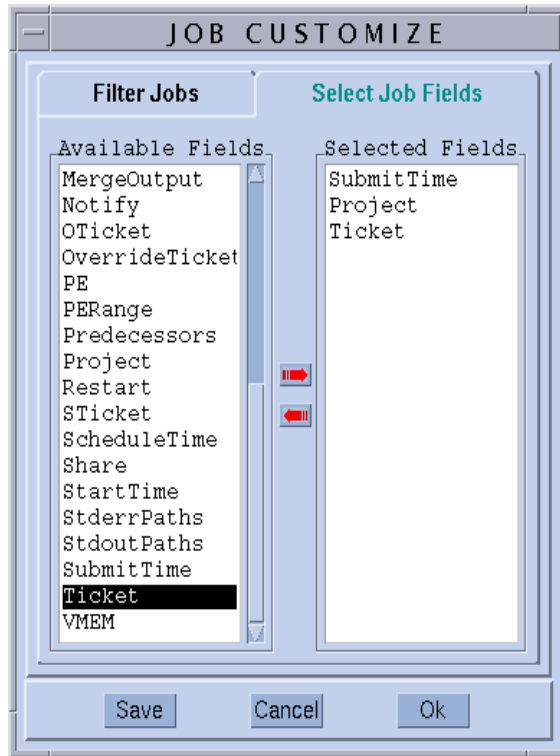 JOB CUSTOMIZE
Filter Jobs
Select Job Fields
Available Fields
MergeOutput
Notify
OTicket
OverrideTicket
PE
PERange
Predecessors
Project
Restart
STicket
ScheduleTime
Share
StartTime
StderrPaths
StdoutPaths
SubmitTime
Ticket
VMEM
Selected Fields
SubmitTime
Project
Ticket
Save
Cancel
Ok